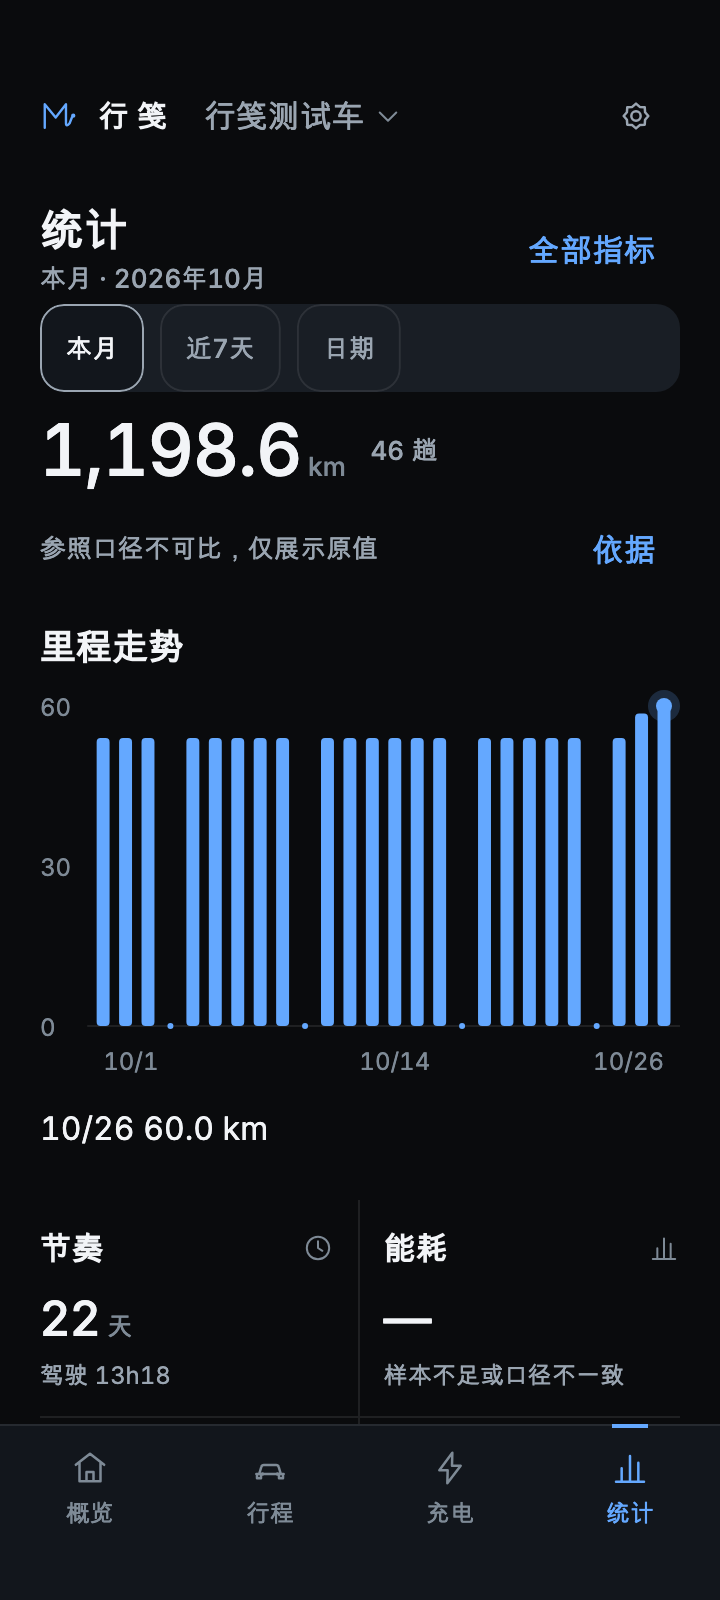 行笺 行笺测试车
统计
全部指标
本月 · 2026年10月
本月 近7天 日期
1,198.6 km 46 趟
参照口径不可比，仅展示原值 依据
里程走势
60
30
0
10/1 10/14 10/26
10/26 60.0 km
节奏 能耗
22 天 —
驾驶 13h18 样本不足或口径不一致
概览 行程 充电 统计